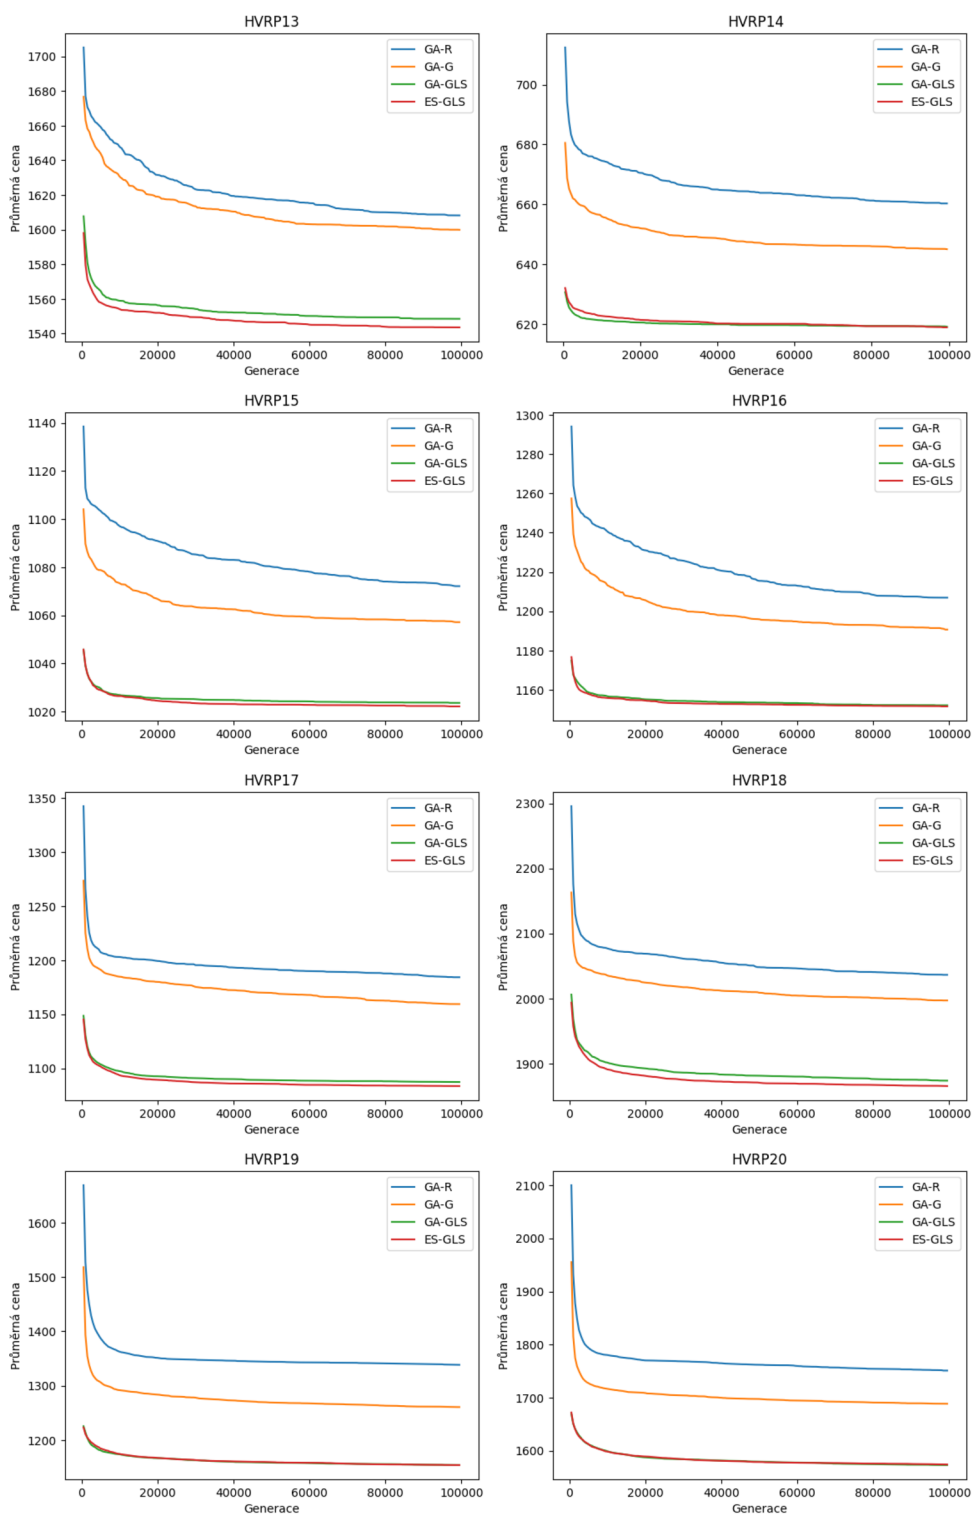 HVRP13
1700
1680
1660
1640
1620
1600
1580
1560
1540
Průměrná cena
GA-R
GA-G
GA-GLS
ES-GLS
0 20000 40000 60000 80000 100000
Generace
HVRP14
700
680
660
640
620
Průměrná cena
GA-R
GA-G
GA-GLS
ES-GLS
0 20000 40000 60000 80000 100000
Generace
HVRP15
1140
1120
1100
1080
1060
1040
1020
Průměrná cena
GA-R
GA-G
GA-GLS
ES-GLS
0 20000 40000 60000 80000 100000
Generace
HVRP16
1300
1280
1260
1240
1220
1200
1180
1160
Průměrná cena
GA-R
GA-G
GA-GLS
ES-GLS
0 20000 40000 60000 80000 100000
Generace
HVRP17
1350
1300
1250
1200
1150
1100
Průměrná cena
GA-R
GA-G
GA-GLS
ES-GLS
0 20000 40000 60000 80000 100000
Generace
HVRP18
2300
2200
2100
2000
1900
Průměrná cena
GA-R
GA-G
GA-GLS
ES-GLS
0 20000 40000 60000 80000 100000
Generace
HVRP19
1600
1500
1400
1300
1200
Průměrná cena
GA-R
GA-G
GA-GLS
ES-GLS
0 20000 40000 60000 80000 100000
Generace
HVRP20
2100
2000
1900
1800
1700
1600
Průměrná cena
GA-R
GA-G
GA-GLS
ES-GLS
0 20000 40000 60000 80000 100000
Generace